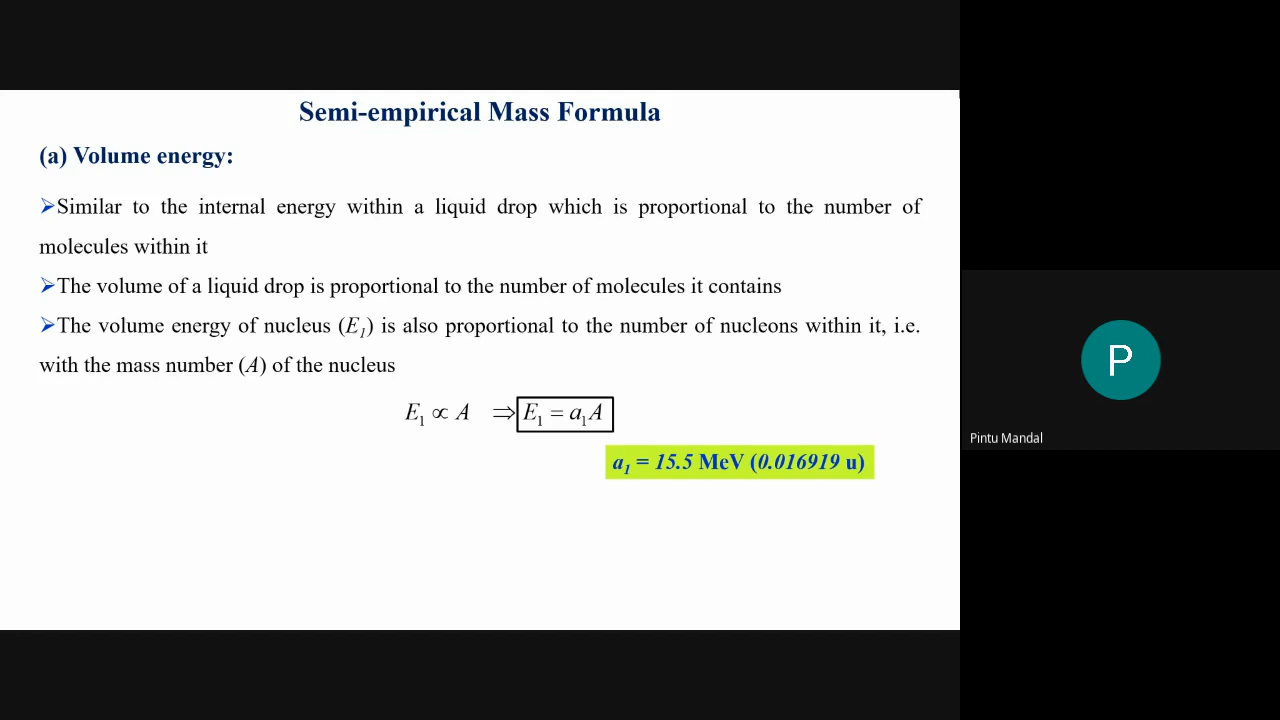 Semi-empirical Mass Formula
(a) Volume energy:
➢Similar to the internal energy within a liquid drop which is proportional to the number of
molecules within it
➢The volume of a liquid drop is proportional to the number of molecules it contains
➢The volume energy of nucleus (E₁) is also proportional to the number of nucleons within it, i.e.
with the mass number (A) of the nucleus
E₁ ∝ A ⇒ E₁ = a₁A
a₁ = 15.5 MeV (0.016919 u)
P
Pintu Mandal